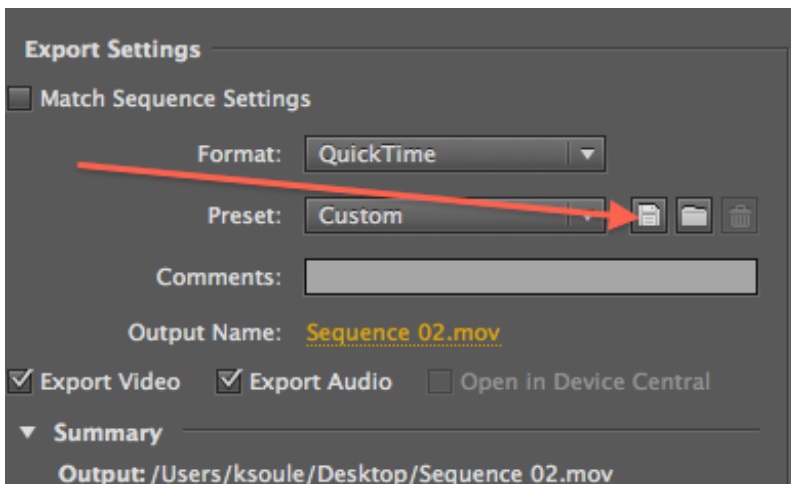 Export Settings
Match Sequence Settings
Format: QuickTime
Preset: Custom
Comments:
Output Name: Sequence 02.mov
Export Video Export Audio Open in Device Central
Summary
Output: /Users/ksoule/Desktop/Sequence 02.mov